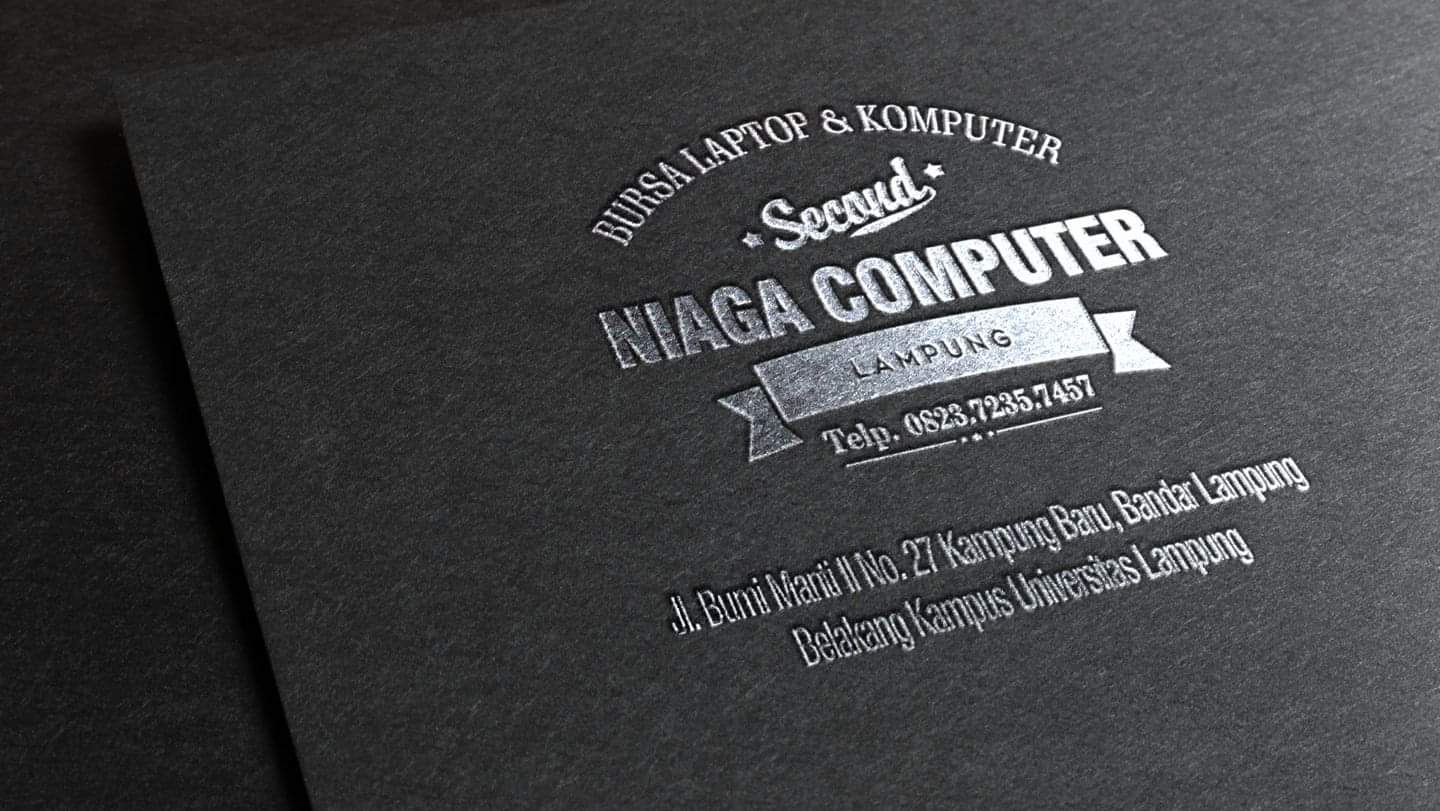 BURSA LAPTOP & KOMPUTER
Second
NIAGA COMPUTER
LAMPUNG
Telp. 0823.7235.7457
Jl. Bumi Manti II No. 27 Kampung Baru, Bandar Lampung
Belakang Kampus Universitas Lampung